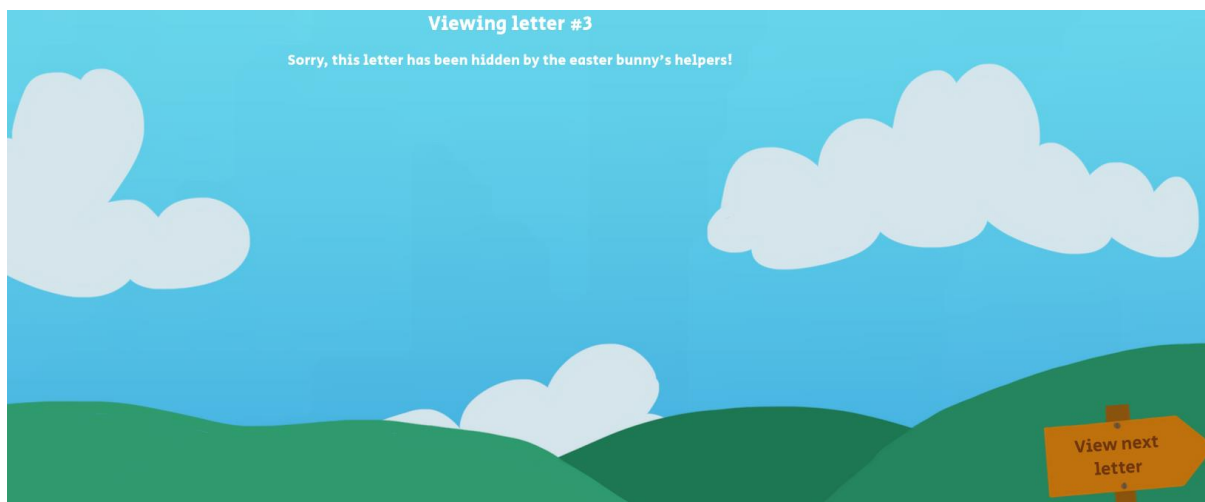 Viewing letter #3
Sorry, this letter has been hidden by the easter bunny's helpers!
View next
letter